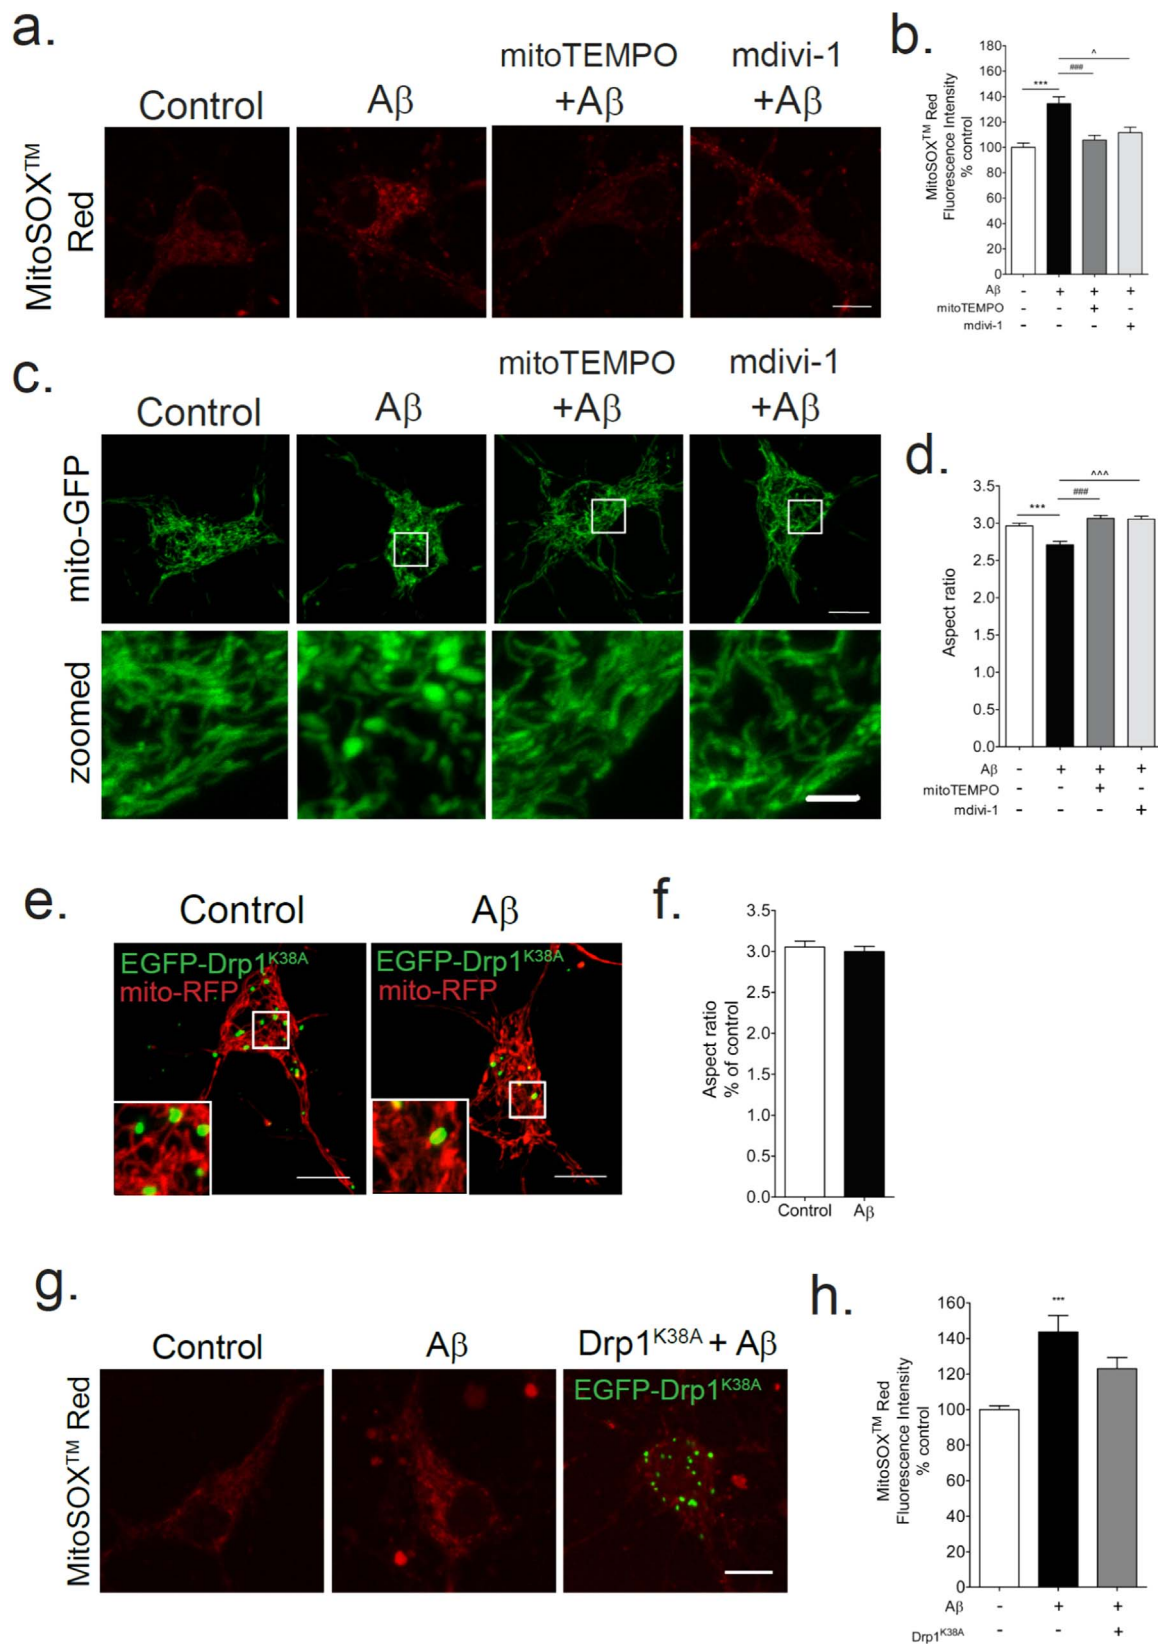 a.
mitoTEMPO mdivi-1
Control Aβ +Aβ +Aβ
MitoSOX™
Red
b.
MitoSOX™ Red
Fluorescence Intensity
% control
180
160
140
120
100
80
60
40
20
0
^
###
***
Aβ - + + +
mitoTEMPO - - + -
mdivi-1 - - - +
c.
mitoTEMPO mdivi-1
Control Aβ +Aβ +Aβ
mito-GFP
zoomed
d.
Aspect ratio
3.5
3.0
2.5
2.0
1.5
1.0
0.5
0.0
^^^
###
***
Aβ - + + +
mitoTEMPO - - + -
mdivi-1 - - - +
e.
Control Aβ
EGFP-Drp1K38A EGFP-Drp1K38A
mito-RFP mito-RFP
f.
Aspect ratio
% of control
3.5
3.0
2.5
2.0
1.5
1.0
0.5
0.0
Control Aβ
g.
Control Aβ Drp1K38A + Aβ
MitoSOX™ Red
EGFP-Drp1K38A
h.
MitoSOX™ Red
Fluorescence Intensity
% control
160
140
120
100
80
60
40
20
0
***
Aβ - + +
Drp1K38A - - +